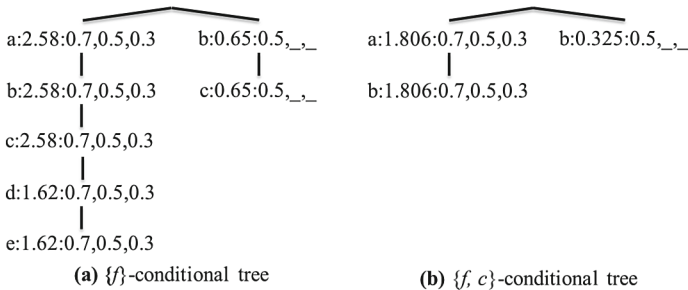 a:2.58:0.7,0.5,0.3 b:0.65:0.5,_,_
b:2.58:0.7,0.5,0.3 c:0.65:0.5,_,_
c:2.58:0.7,0.5,0.3
d:1.62:0.7,0.5,0.3
e:1.62:0.7,0.5,0.3
(a) {f}-conditional tree
a:1.806:0.7,0.5,0.3 b:0.325:0.5,_,_
b:1.806:0.7,0.5,0.3
(b) {f, c}-conditional tree